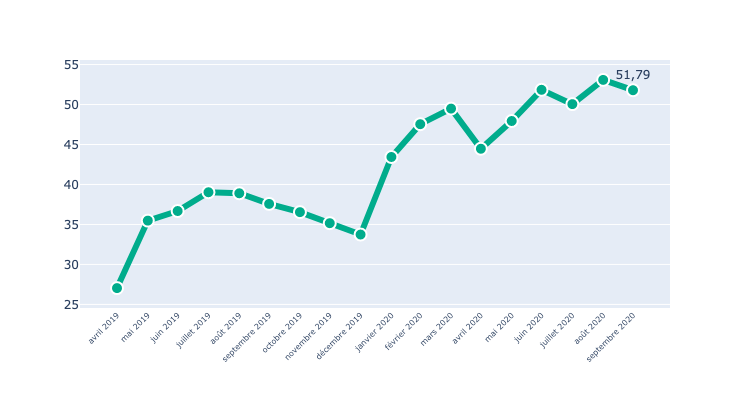 55
51,79
50
45
40
35
30
25
avril 2019
mai 2019
juin 2019
juillet 2019
août 2019
septembre 2019
octobre 2019
novembre 2019
décembre 2019
janvier 2020
février 2020
mars 2020
avril 2020
mai 2020
juin 2020
juillet 2020
août 2020
septembre 2020